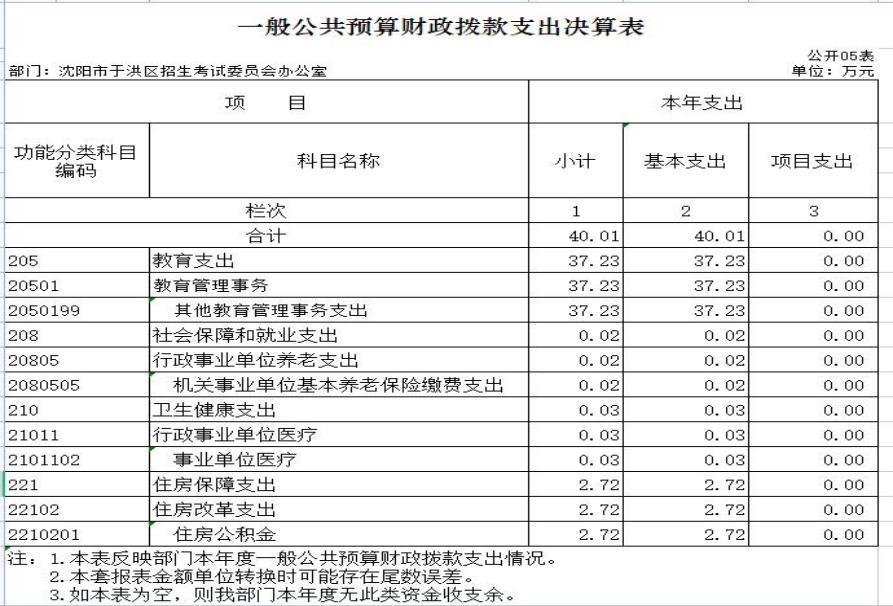 一般公共预算财政拨款支出决算表
公开05表
部门：沈阳市于洪区招生考试委员会办公室 单位：万元
项 目 本年支出
功能分类科目编码 科目名称 小计 基本支出 项目支出
栏次 1 2 3
合计 40.01 40.01 0.00
205 教育支出 37.23 37.23 0.00
20501 教育管理事务 37.23 37.23 0.00
2050199 其他教育管理事务支出 37.23 37.23 0.00
208 社会保障和就业支出 0.02 0.02 0.00
20805 行政事业单位养老支出 0.02 0.02 0.00
2080505 机关事业单位基本养老保险缴费支出 0.02 0.02 0.00
210 卫生健康支出 0.03 0.03 0.00
21011 行政事业单位医疗 0.03 0.03 0.00
2101102 事业单位医疗 0.03 0.03 0.00
221 住房保障支出 2.72 2.72 0.00
22102 住房改革支出 2.72 2.72 0.00
2210201 住房公积金 2.72 2.72 0.00
注：1.本表反映部门本年度一般公共预算财政拨款支出情况。
2.本套报表金额单位转换时可能存在尾数误差。
3.如本表为空，则我部门本年度无此类资金收支余。